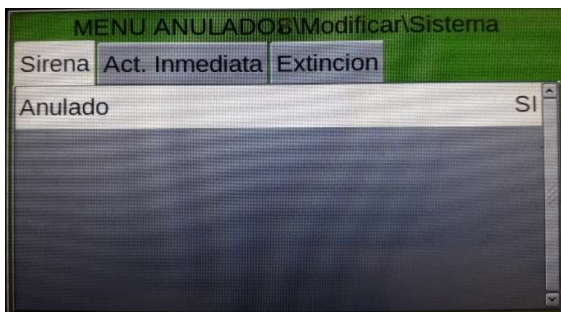 MENU ANULADOS\Modificar\Sistema
Sirena Act. Inmediata Extincion
Anulado SI